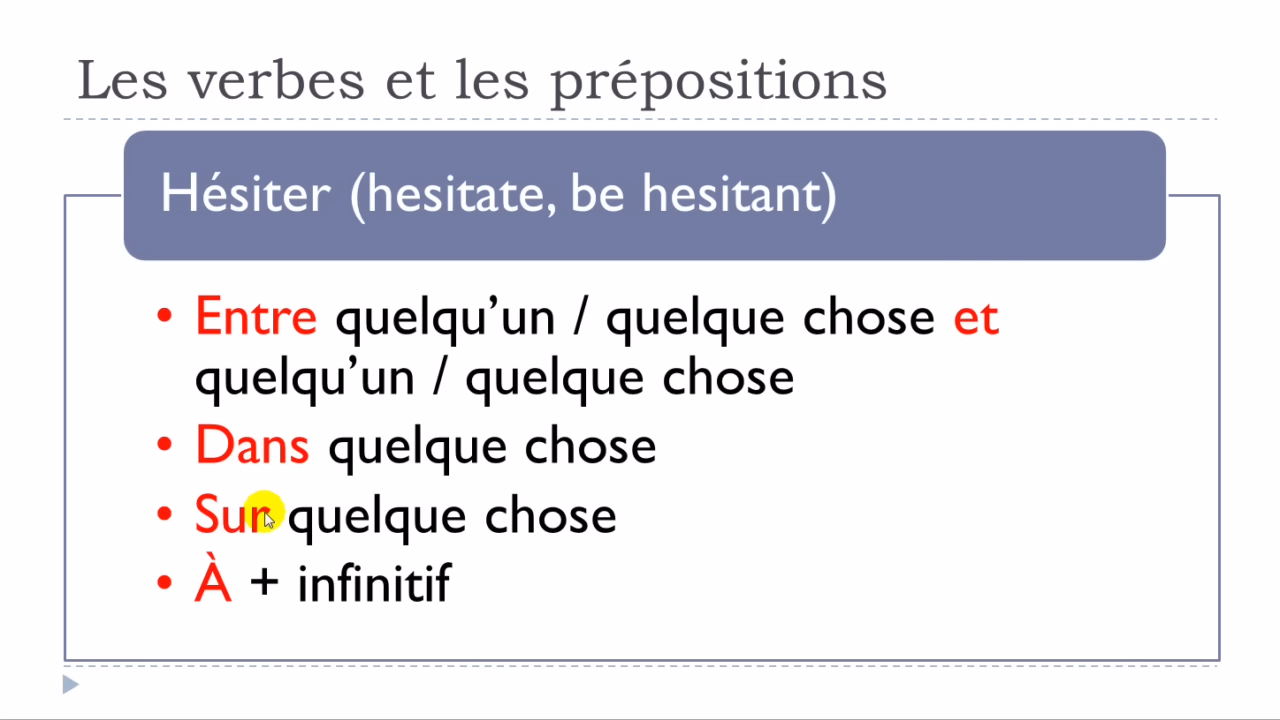 Les verbes et les prépositions
Hésiter (hesitate, be hesitant)
• Entre quelqu’un / quelque chose et
quelqu’un / quelque chose
• Dans quelque chose
• Sur quelque chose
• À + infinitif